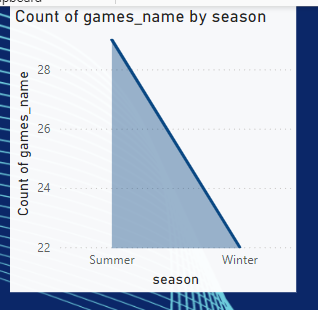 Count of games_name by season
Count of games_name
28
26
24
22
Summer
Winter
season